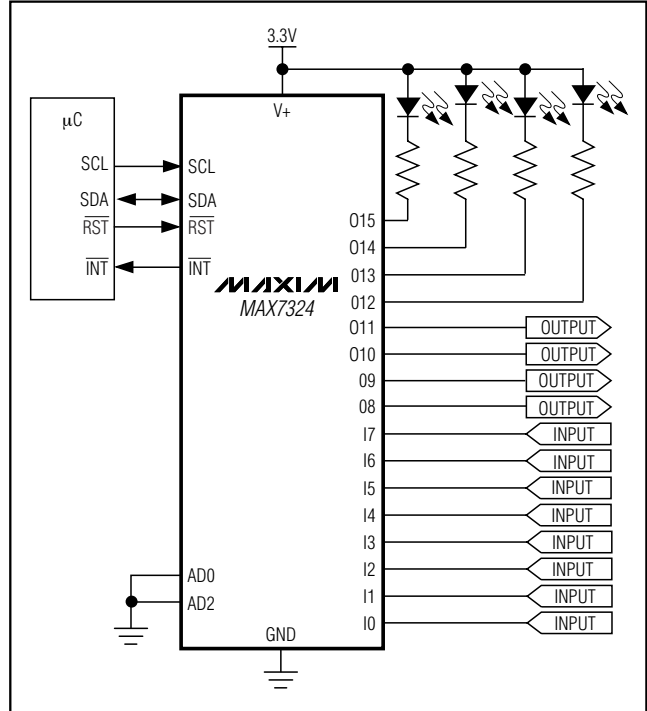 3.3V
V+
μC
SCL
SCL
SDA
SDA
RST
RST
INT
INT
MAXIM
MAX7324
O15
O14
O13
O12
O11
OUTPUT
O10
OUTPUT
O9
OUTPUT
O8
OUTPUT
I7
INPUT
I6
INPUT
I5
INPUT
I4
INPUT
I3
INPUT
I2
INPUT
I1
INPUT
I0
INPUT
AD0
AD2
GND